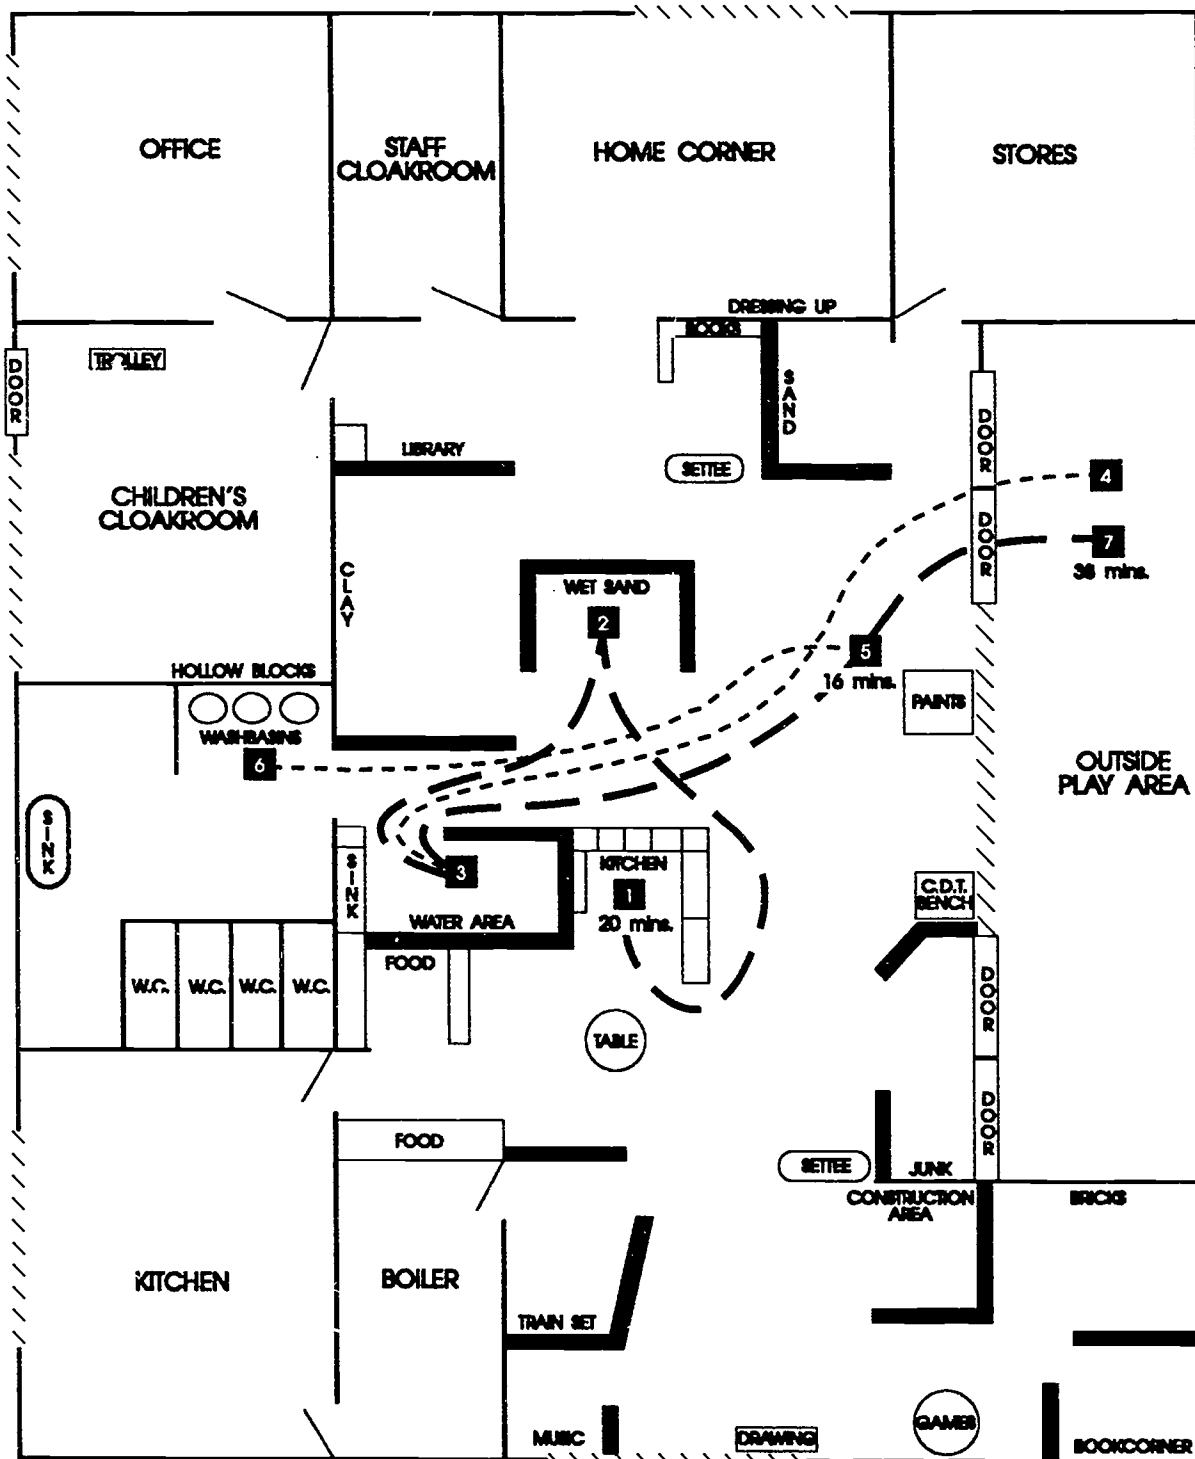 OFFICE
STAFF
CLOAKROOM
HOME CORNER
STORES
DRESSING UP
BOOKS
TROLLEY
DOOR
SAND
DOOR
LIBRARY
SETTEE
4
CHILDREN'S
CLOAKROOM
DOOR
7
38 mins.
CLAY
WET SAND
2
5
16 mins.
HOLLOW BLOCKS
PAINTS
WASHBASINS
6
OUTSIDE
PLAY AREA
SINK
SINK
3
KITCHEN
1
20 mins.
C.D.T.
BENCH
WATER AREA
FOOD
W.C.
W.C.
W.C.
W.C.
DOOR
TABLE
DOOR
FOOD
SETTEE
JUNK
CONSTRUCTION
AREA
BRICKS
KITCHEN
BOILER
TRAIN SET
MUSIC
DRAWING
GAMES
BOOKCORNER